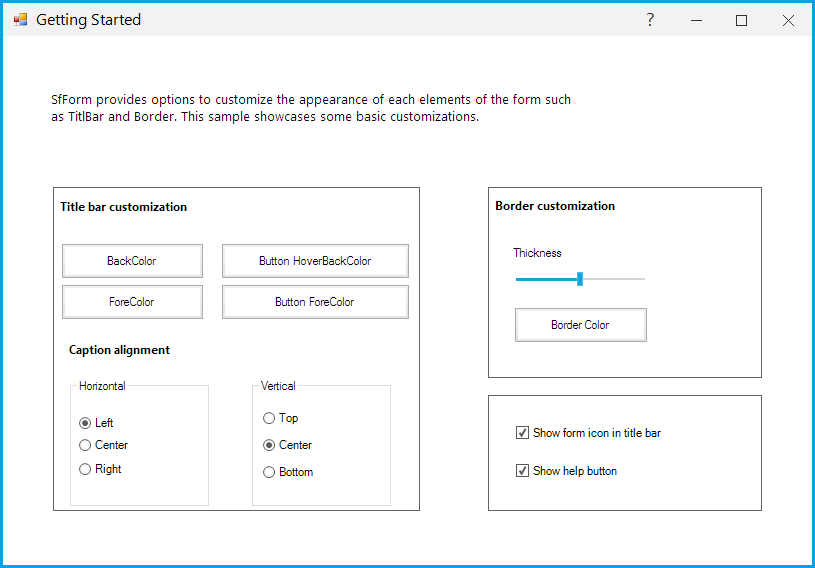 Getting Started
?
SfForm provides options to customize the appearance of each elements of the form such
as TitlBar and Border. This sample showcases some basic customizations.
Title bar customization
BackColor
Button HoverBackColor
ForeColor
Button ForeColor
Caption alignment
Horizontal
Left
Center
Right
Vertical
Top
Center
Bottom
Border customization
Thickness
Border Color
Show form icon in title bar
Show help button